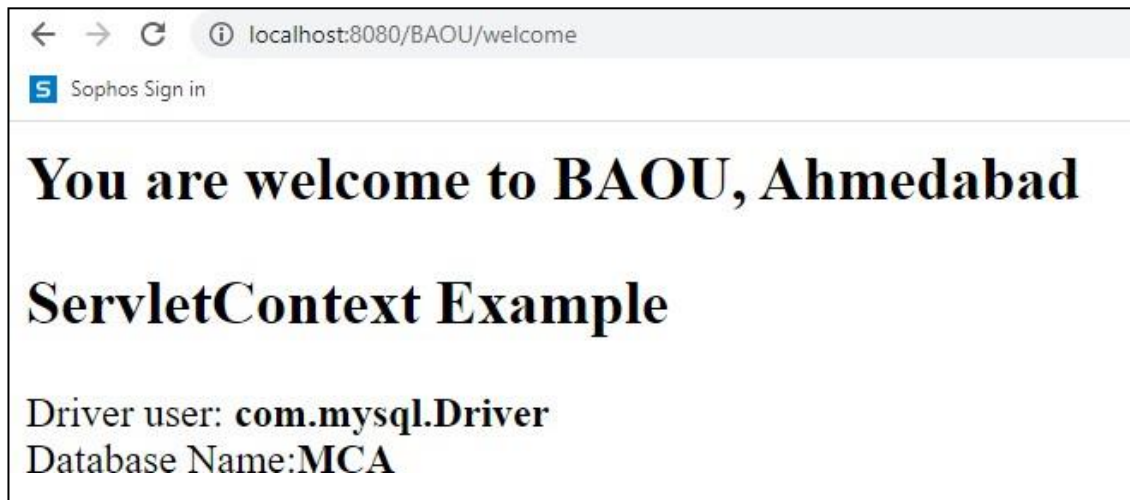 localhost:8080/BAOU/welcome
S Sophos Sign in
You are welcome to BAOU, Ahmedabad
ServletContext Example
Driver user: com.mysql.Driver
Database Name:MCA